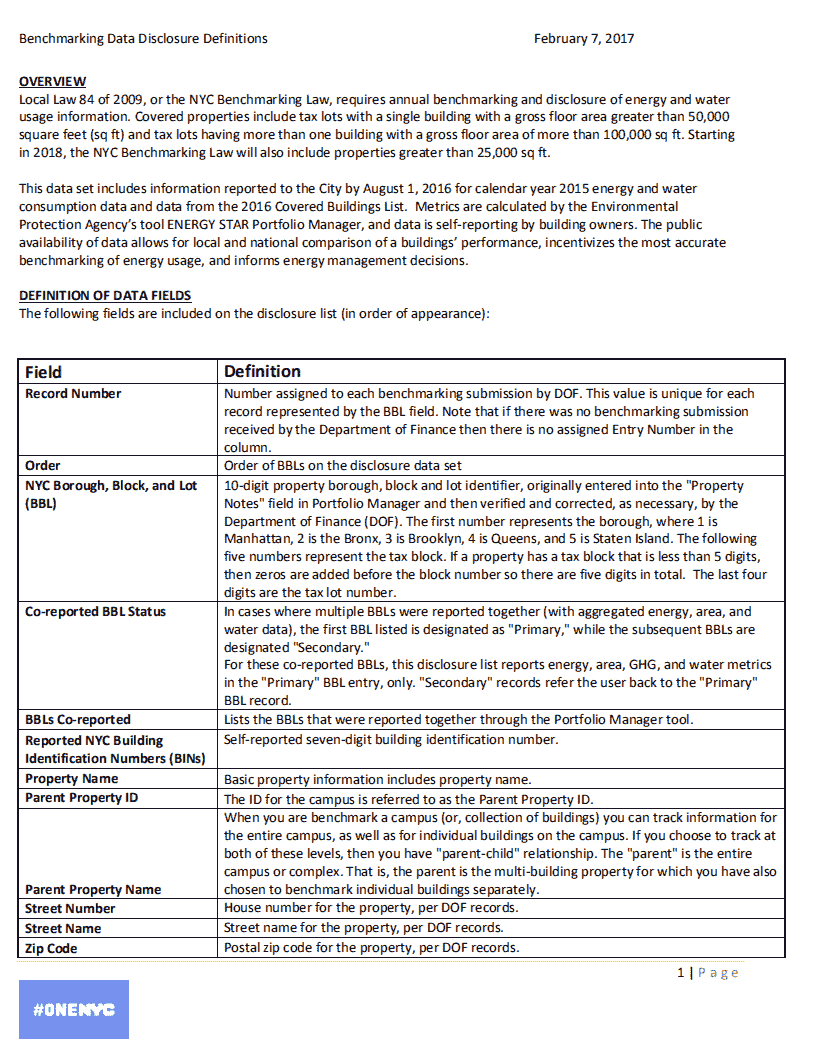 Benchmarking Data Disclosure Definitions February 7, 2017
OVERVIEW
Local Law 84 of 2009, or the NYC Benchmarking Law, requires annual benchmarking and disclosure of energy and water
usage information. Covered properties include tax lots with a single building with a gross floor area greater than 50,000
square feet (sq ft) and tax lots having more than one building with a gross floor area of more than 100,000 sq ft. Starting
in 2018, the NYC Benchmarking Law will also include properties greater than 25,000 sq ft.
This data set includes information reported to the City by August 1, 2016 for calendar year 2015 energy and water
consumption data and data from the 2016 Covered Buildings List. Metrics are calculated by the Environmental
Protection Agency's tool ENERGY STAR Portfolio Manager, and data is self-reporting by building owners. The public
availability of data allows for local and national comparison of a buildings' performance, incentivizes the most accurate
benchmarking of energy usage, and informs energy management decisions.
DEFINITION OF DATA FIELDS
The following fields are included on the disclosure list (in order of appearance):
Field Definition
Record Number Number assigned to each benchmarking submission by DOF. This value is unique for each
record represented by the BBL field. Note that if there was no benchmarking submission
received by the Department of Finance then there is no assigned Entry Number in the
column.
Order Order of BBLs on the disclosure data set
NYC Borough, Block, and Lot 10-digit property borough, block and lot identifier, originally entered into the "Property
(BBL) Notes" field in Portfolio Manager and then verified and corrected, as necessary, by the
Department of Finance (DOF). The first number represents the borough, where 1 is
Manhattan, 2 is the Bronx, 3 is Brooklyn, 4 is Queens, and 5 is Staten Island. The following
five numbers represent the tax block. If a property has a tax block that is less than 5 digits,
then zeros are added before the block number so there are five digits in total. The last four
digits are the tax lot number.
Co-reported BBL Status In cases where multiple BBLs were reported together (with aggregated energy, area, and
water data), the first BBL listed is designated as "Primary," while the subsequent BBLs are
designated "Secondary."
For these co-reported BBLs, this disclosure list reports energy, area, GHG, and water metrics
in the "Primary" BBL entry, only. "Secondary" records refer the user back to the "Primary"
BBL record.
BBLs Co-reported Lists the BBLs that were reported together through the Portfolio Manager tool.
Reported NYC Building Self-reported seven-digit building identification number.
Identification Numbers (BINs)
Property Name Basic property information includes property name.
Parent Property ID The ID for the campus is referred to as the Parent Property ID.
When you are benchmark a campus (or, collection of buildings) you can track information for
the entire campus, as well as for individual buildings on the campus. If you choose to track at
both of these levels, then you have "parent-child" relationship. The "parent" is the entire
campus or complex. That is, the parent is the multi-building property for which you have also
Parent Property Name chosen to benchmark individual buildings separately.
Street Number House number for the property, per DOF records.
Street Name Street name for the property, per DOF records.
Zip Code Postal zip code for the property, per DOF records.
1 | Page
#ONENYC